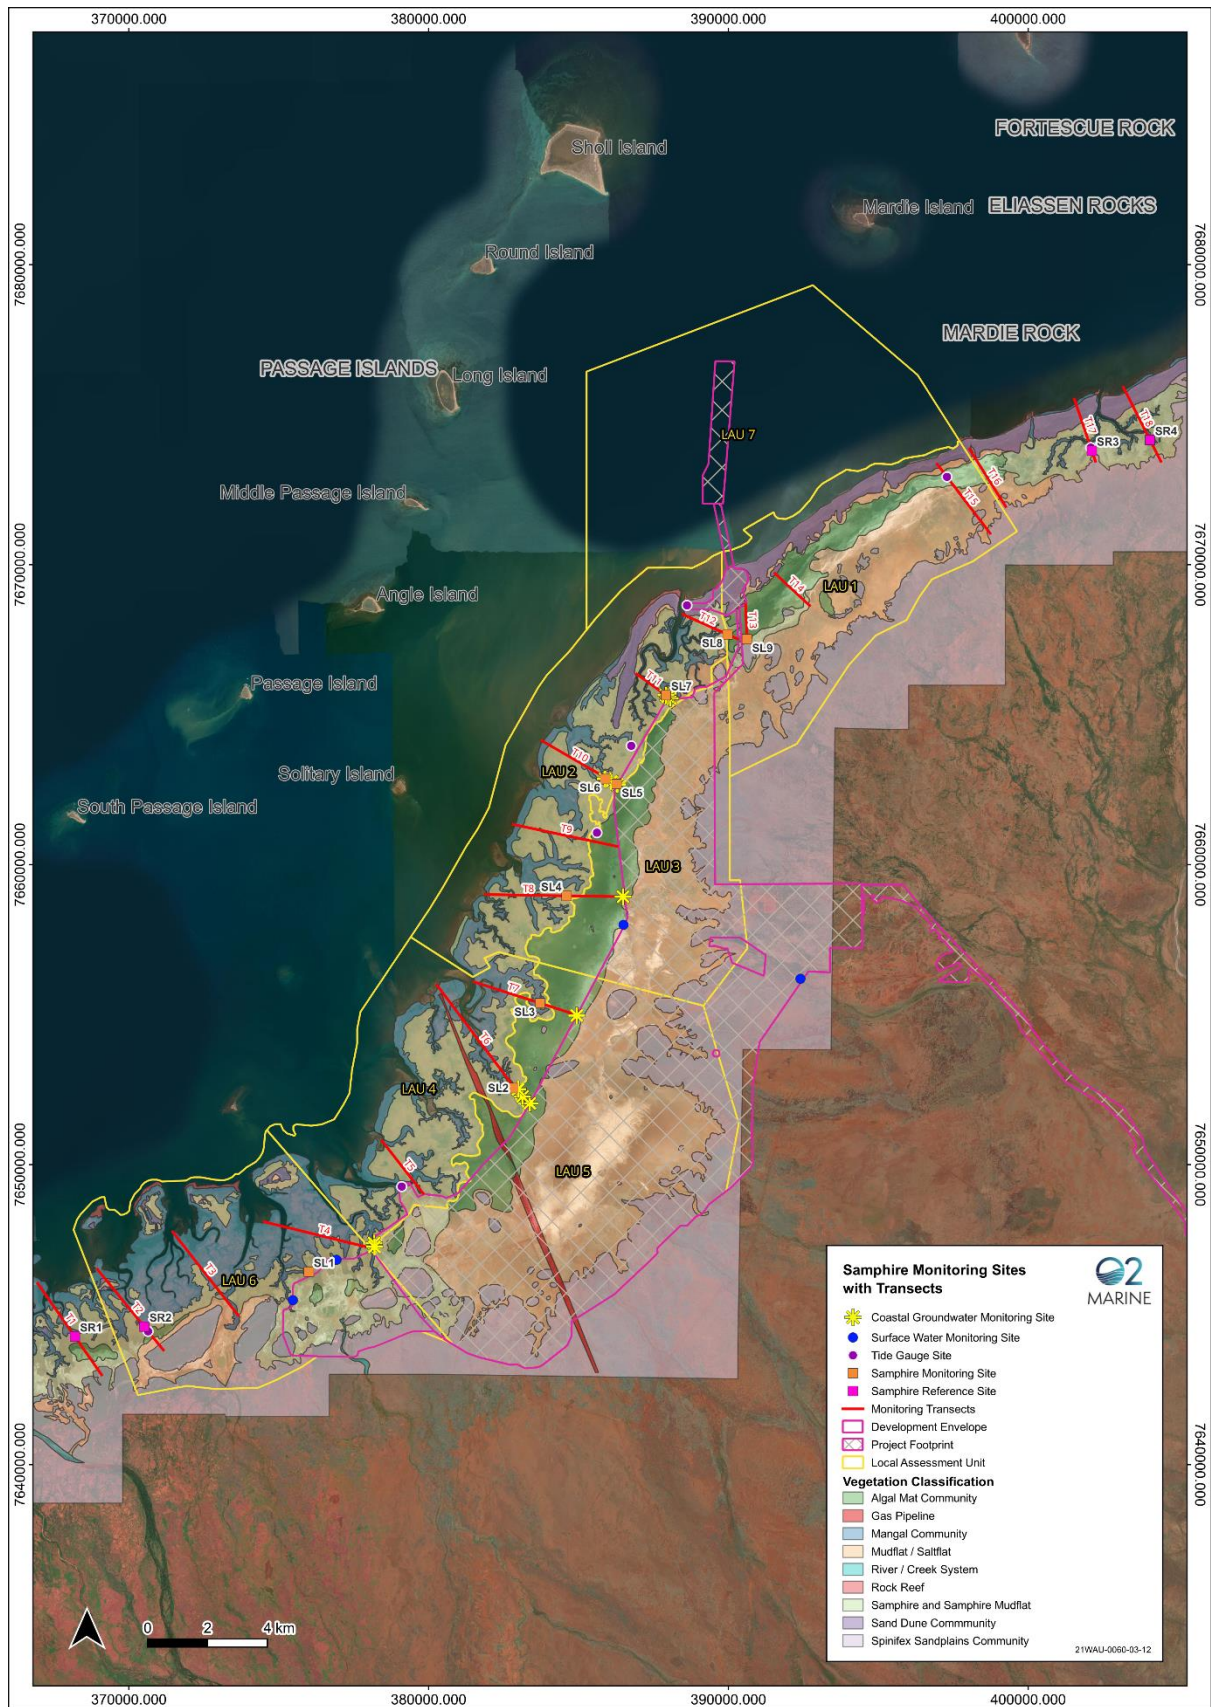 370000.000
380000.000
390000.000
400000.000
FORTESCUE ROCK
Sholl Island
Mardie Island
ELIASSEN ROCKS
Round Island
7680000.000
7680000.000
MARDIE ROCK
PASSAGE ISLANDS
Long Island
LAU 7
T17
T18
SR3
SR4
T16
T15
Middle Passage Island
7670000.000
7670000.000
Angle Island
T14
LAU 1
T12
T13
SL8
SL9
T11
SL7
Passage Island
T10
LAU 2
Solitary Island
SL6
SL5
South Passage Island
T9
7660000.000
7660000.000
LAU 3
T8
SL4
T7
SL3
T6
SL2
LAU 4
7650000.000
7650000.000
T5
LAU 5
T4
SL1
T3
LAU 6
T2
SR2
T1
SR1
7640000.000
7640000.000
Samphire Monitoring Sites
with Transects
O2
MARINE
Coastal Groundwater Monitoring Site
Surface Water Monitoring Site
Tide Gauge Site
Samphire Monitoring Site
Samphire Reference Site
Monitoring Transects
Development Envelope
Project Footprint
Local Assessment Unit
Vegetation Classification
Algal Mat Community
Gas Pipeline
Mangal Community
Mudflat / Saltflat
River / Creek System
Rock Reef
Samphire and Samphire Mudflat
Sand Dune Commmunity
Spinifex Sandplains Community
21WAU-0060-03-12
0 2 4 km
370000.000
380000.000
390000.000
400000.000